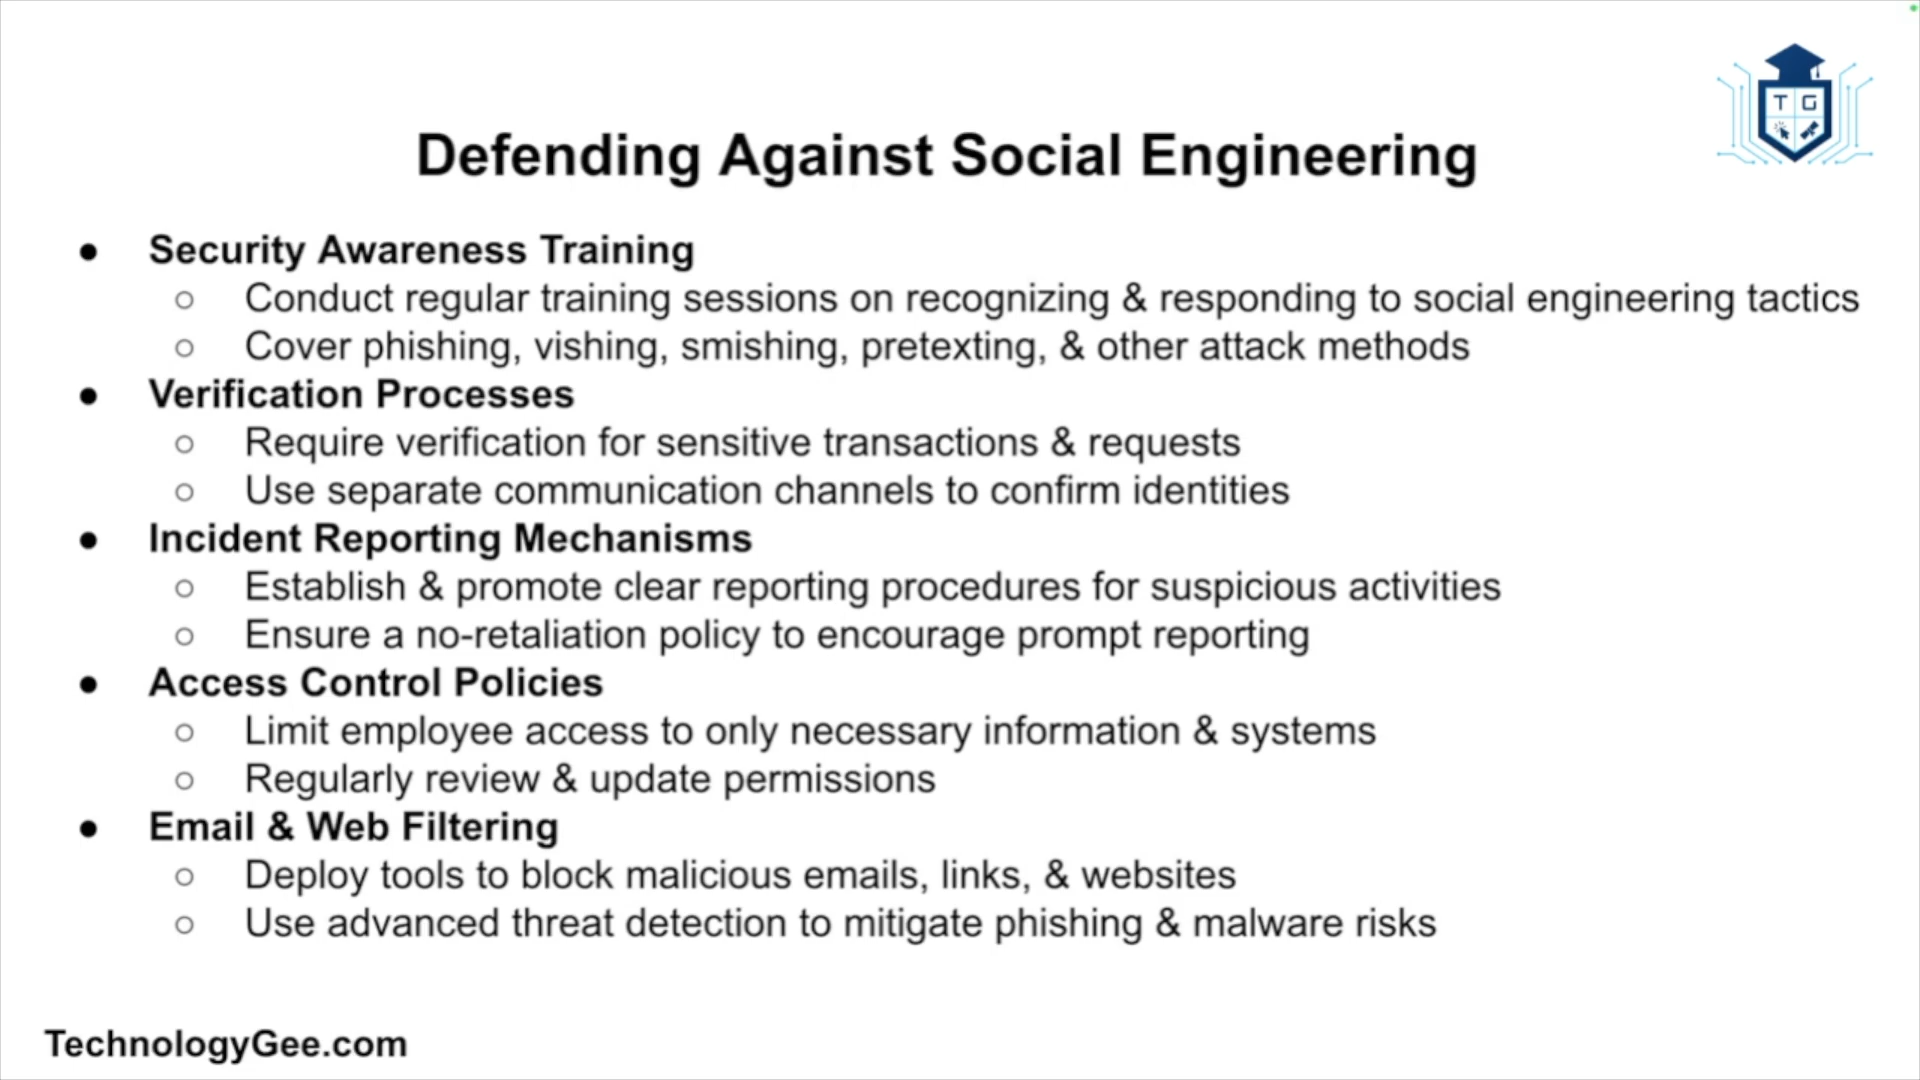 T G
Defending Against Social Engineering
● Security Awareness Training
○ Conduct regular training sessions on recognizing & responding to social engineering tactics
○ Cover phishing, vishing, smishing, pretexting, & other attack methods
● Verification Processes
○ Require verification for sensitive transactions & requests
○ Use separate communication channels to confirm identities
● Incident Reporting Mechanisms
○ Establish & promote clear reporting procedures for suspicious activities
○ Ensure a no-retaliation policy to encourage prompt reporting
● Access Control Policies
○ Limit employee access to only necessary information & systems
○ Regularly review & update permissions
● Email & Web Filtering
○ Deploy tools to block malicious emails, links, & websites
○ Use advanced threat detection to mitigate phishing & malware risks
TechnologyGee.com